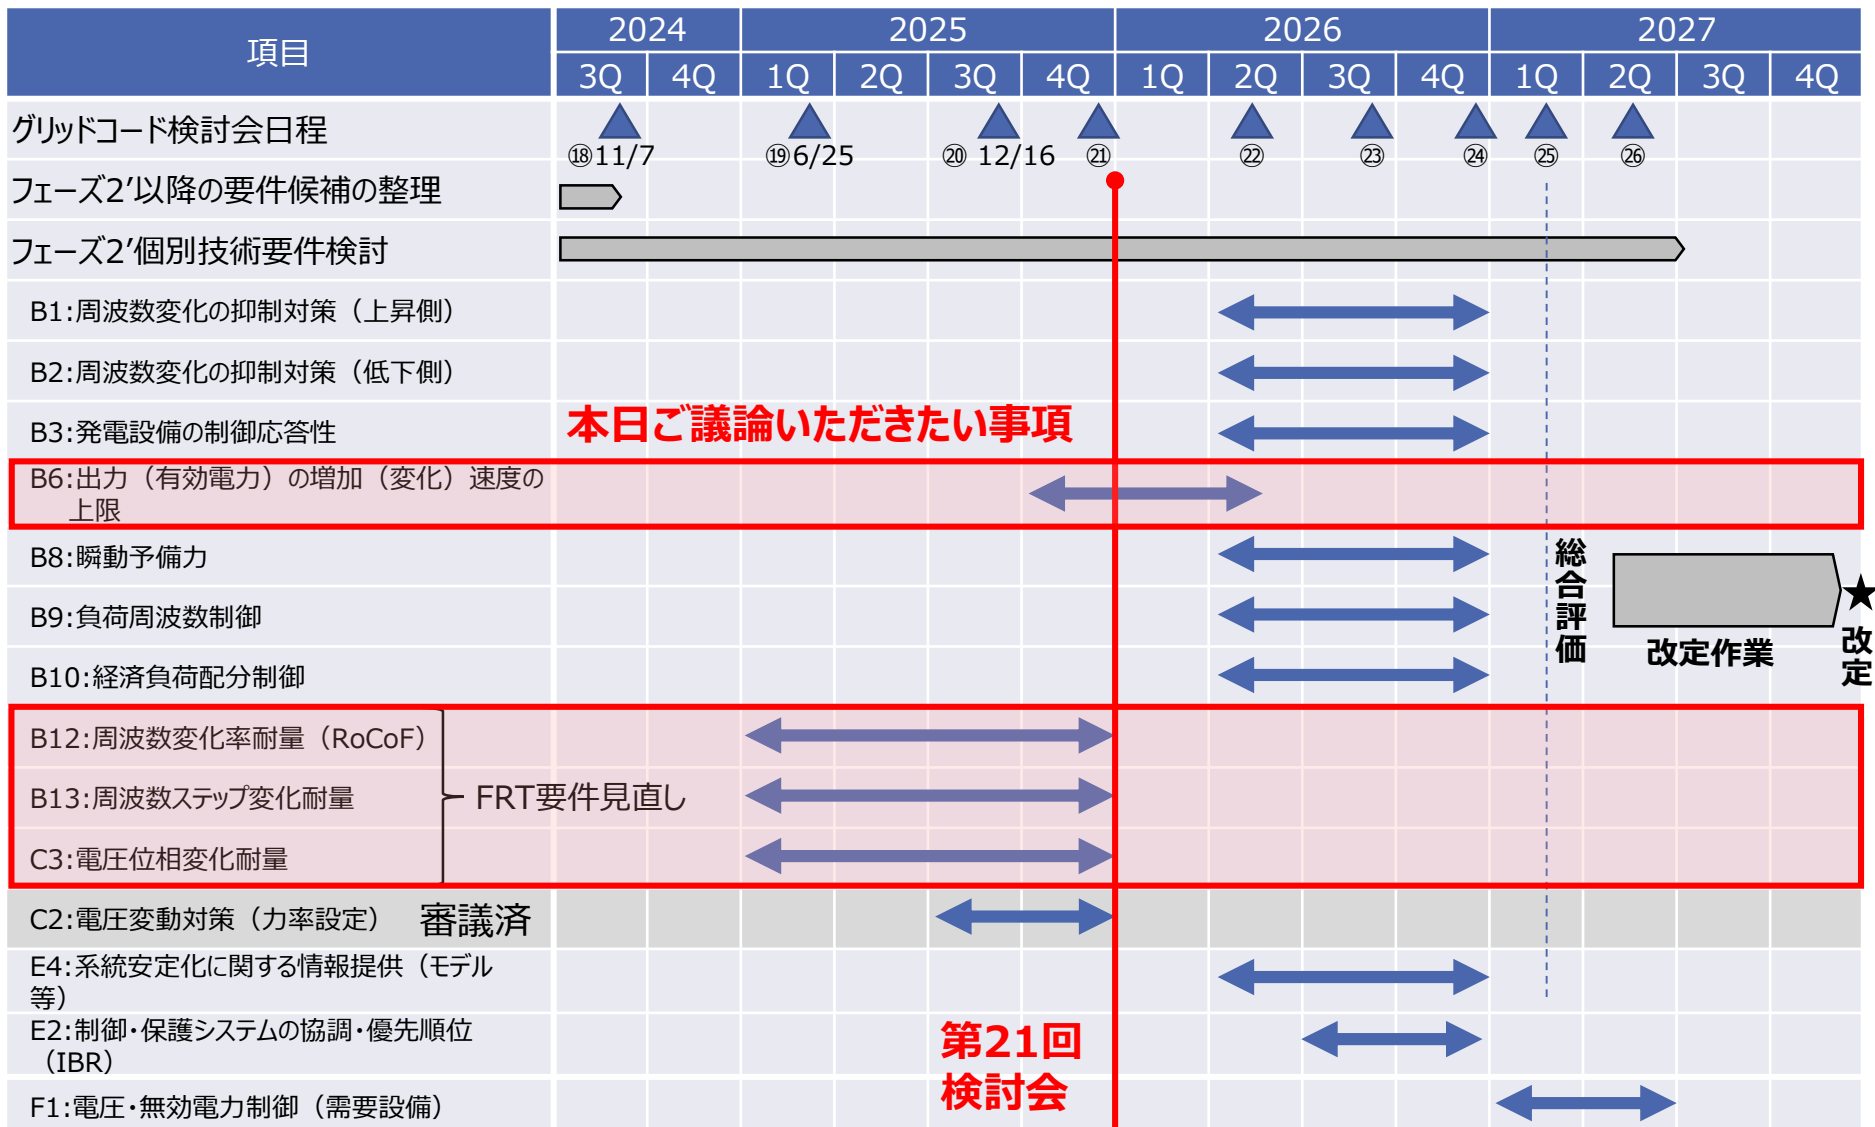 項目
2024
2025
2026
2027
3Q 4Q 1Q 2Q 3Q 4Q 1Q 2Q 3Q 4Q 1Q 2Q 3Q 4Q
グリッドコード検討会日程
⑱11/7
⑲6/25
⑳ 12/16
㉑
㉒
㉓
㉔
㉕
㉖
フェーズ2’以降の要件候補の整理
フェーズ2’個別技術要件検討
B1:周波数変化の抑制対策（上昇側）
B2:周波数変化の抑制対策（低下側）
B3:発電設備の制御応答性
本日ご議論いただきたい事項
B6:出力（有効電力）の増加（変化）速度の
上限
B8:瞬動予備力
B9:負荷周波数制御
B10:経済負荷配分制御
総合評価
改定作業
★
改定
B12:周波数変化率耐量（RoCoF）
B13:周波数ステップ変化耐量
C3:電圧位相変化耐量
FRT要件見直し
C2:電圧変動対策（力率設定）
審議済
E4:系統安定化に関する情報提供（モデル
等）
E2:制御・保護システムの協調・優先順位
（IBR）
F1:電圧・無効電力制御（需要設備）
第21回
検討会